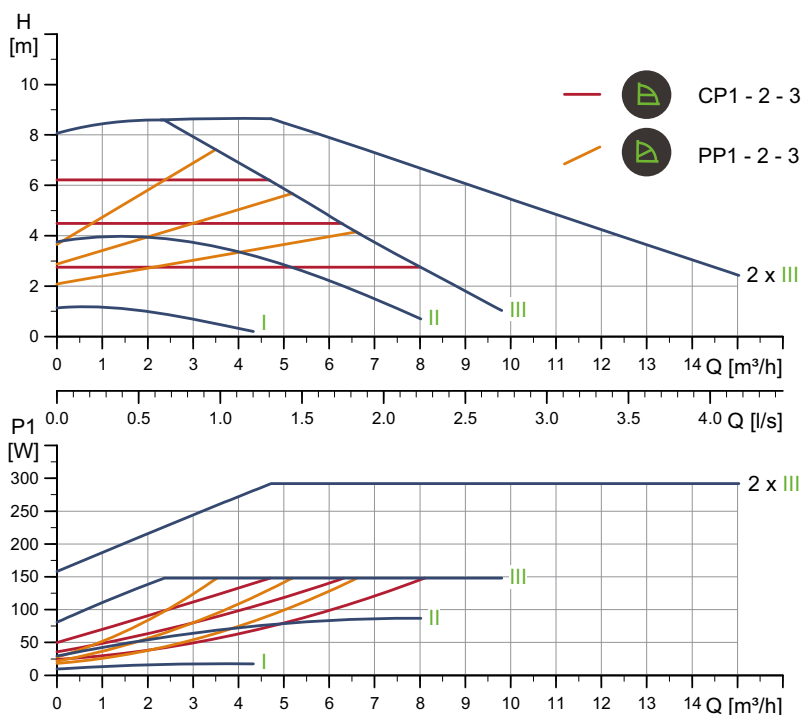 H
[m]
10
8
6
4
2
0
CP1 - 2 - 3
PP1 - 2 - 3
2 x III
I
II
III
0 1 2 3 4 5 6 7 8 9 10 11 12 13 14 Q [m³/h]
0.0 0.5 1.0 1.5 2.0 2.5 3.0 3.5 4.0 Q [l/s]
P1
[W]
300
250
200
150
100
50
0
2 x III
III
II
I
0 1 2 3 4 5 6 7 8 9 10 11 12 13 14 Q [m³/h]